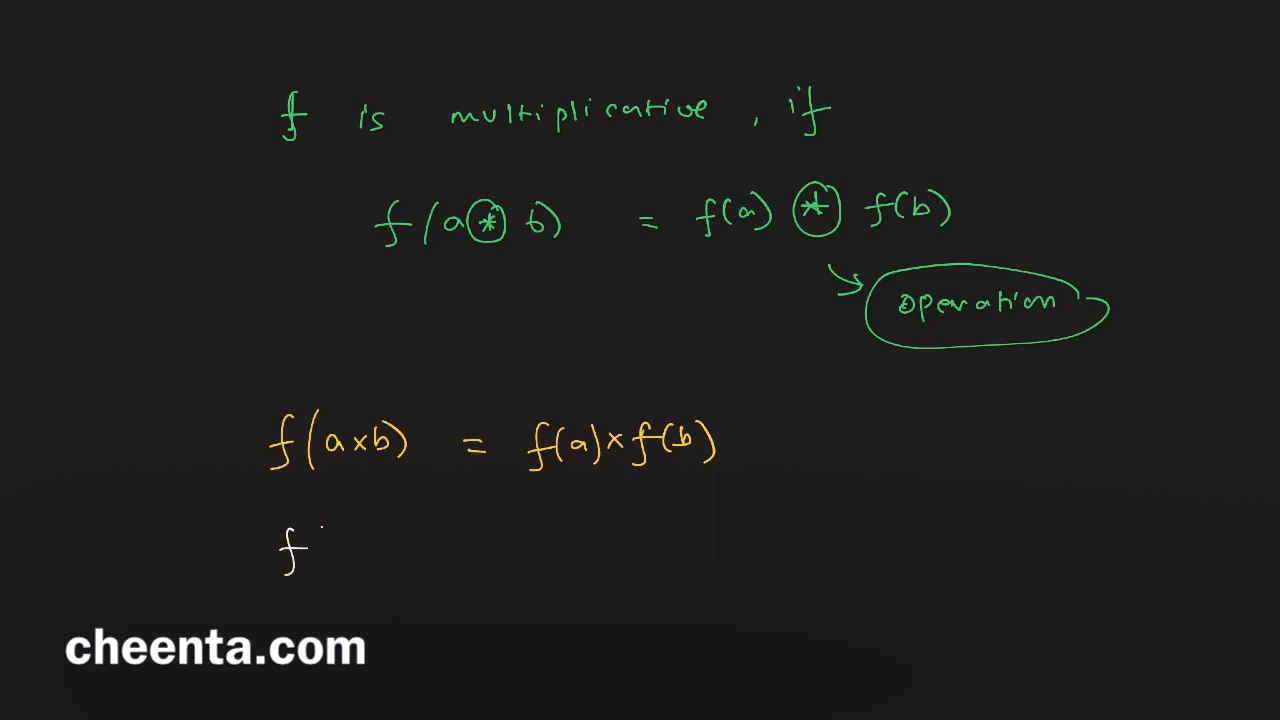 f is multiplicative, if
f(a * b) = f(a) * f(b)
operation
f(a×b) = f(a)×f(b)
f
cheenta.com